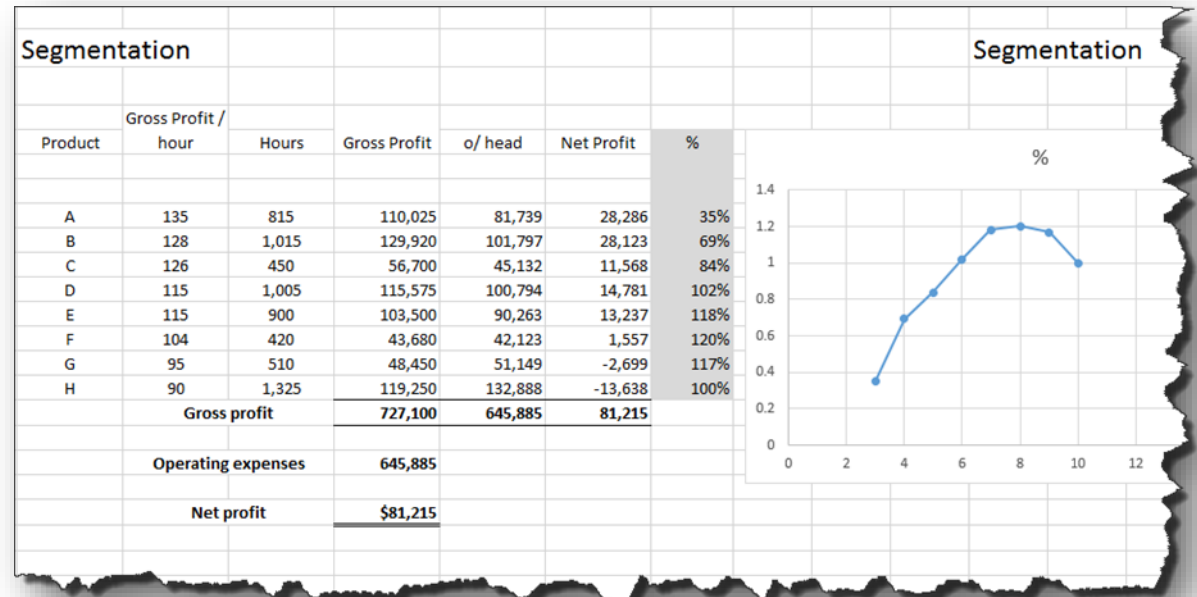 Segmentation
Segmentation
Gross Profit /
Product hour Hours Gross Profit o/ head Net Profit %
A 135 815 110,025 81,739 28,286 35%
B 128 1,015 129,920 101,797 28,123 69%
C 126 450 56,700 45,132 11,568 84%
D 115 1,005 115,575 100,794 14,781 102%
E 115 900 103,500 90,263 13,237 118%
F 104 420 43,680 42,123 1,557 120%
G 95 510 48,450 51,149 -2,699 117%
H 90 1,325 119,250 132,888 -13,638 100%
Gross profit 727,100 645,885 81,215
Operating expenses 645,885
Net profit $81,215
%
1.4
1.2
1
0.8
0.6
0.4
0.2
0
0 2 4 6 8 10 12